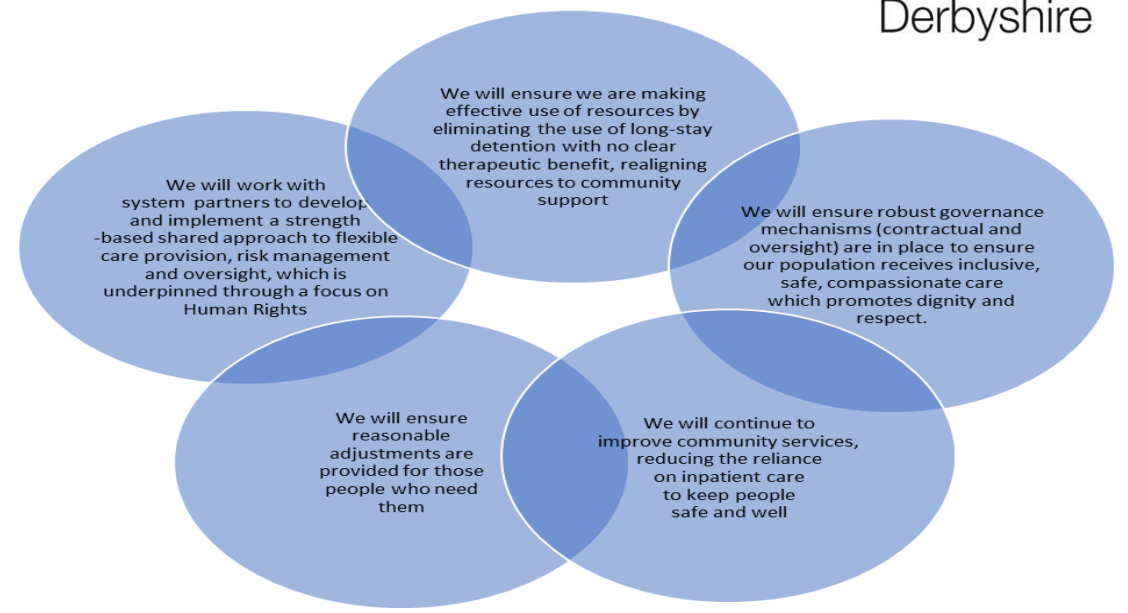 Derbyshire
We will ensure we are making
effective use of resources by
eliminating the use of long-stay
detention with no clear
therapeutic benefit, realigning
resources to community
support
We will work with
system partners to develop
and implement a strength
-based shared approach to flexible
care provision, risk management
and oversight, which is
underpinned through a focus on
Human Rights
We will ensure robust governance
mechanisms (contractual and
oversight) are in place to ensure
our population receives inclusive,
safe, compassionate care
which promotes dignity and
respect.
We will ensure
reasonable
adjustments are
provided for those
people who need
them
We will continue to
improve community services,
reducing the reliance
on inpatient care
to keep people
safe and well